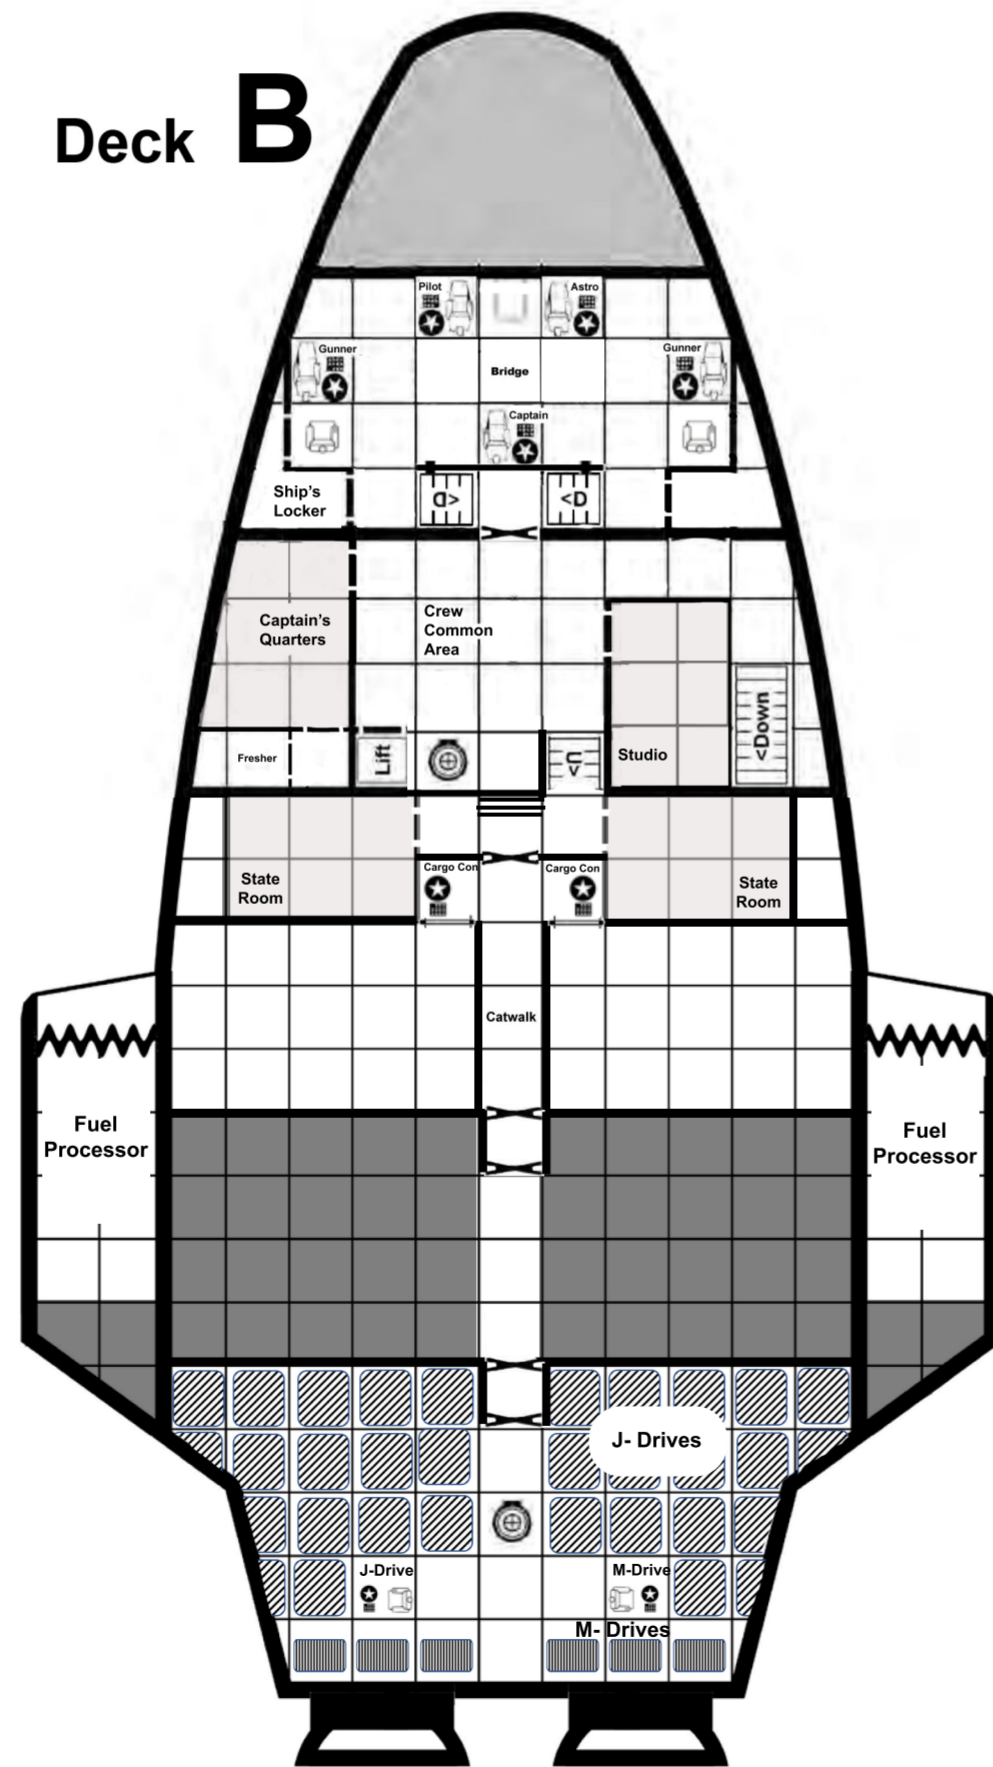 Deck B
Pilot
Astro
Gunner
Gunner
Bridge
Captain
Ship's
Locker
<D
<D
Captain's
Quarters
Crew
Common
Area
Fresher
Lift
<U
Studio
<Down
Cargo Con
Cargo Con
State
Room
State
Room
Catwalk
Fuel
Processor
Fuel
Processor
J- Drives
J-Drive
M-Drive
M- Drives